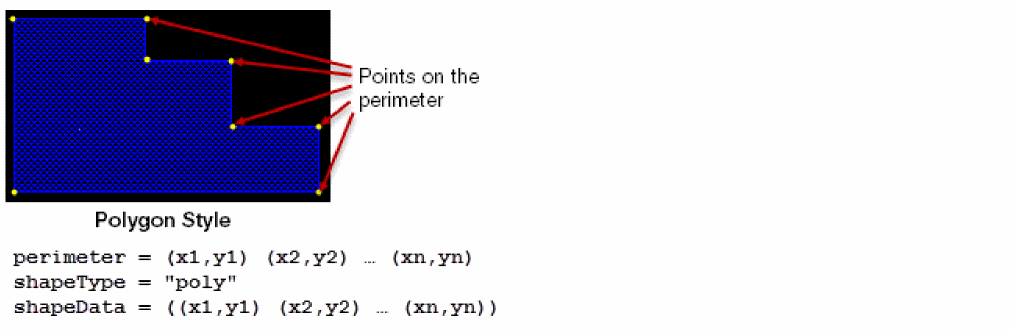 Points on the
perimeter
Polygon Style
perimeter = (x1,y1) (x2,y2) … (xn,yn)
shapeType = "poly"
shapeData = ((x1,y1) (x2,y2) … (xn,yn))